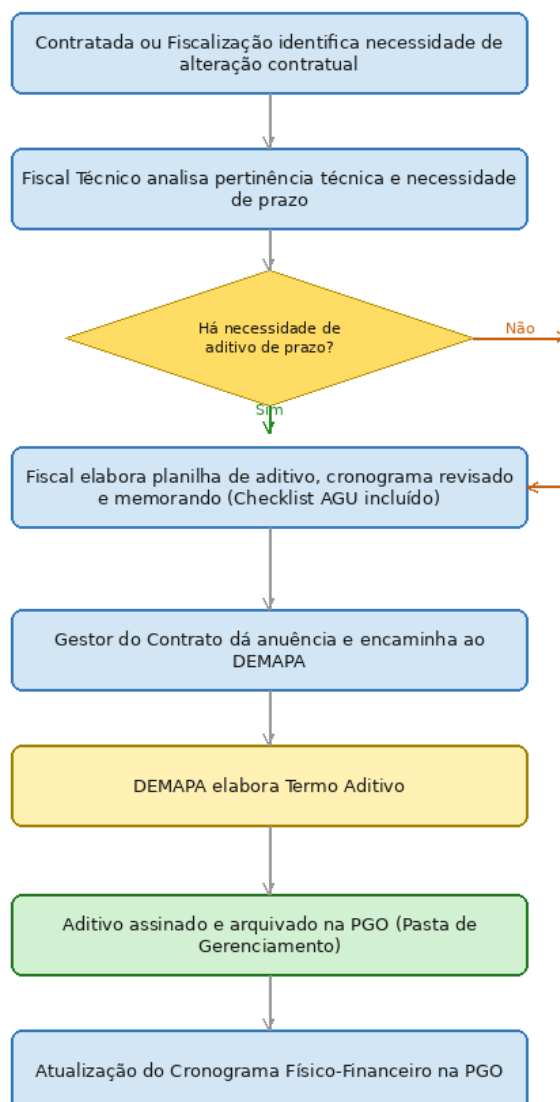 Contratada ou Fiscalização identifica necessidade de
alteração contratual
Fiscal Técnico analisa pertinência técnica e necessidade
de prazo
Há necessidade de
aditivo de prazo?
Não
Sim
Fiscal elabora planilha de aditivo, cronograma revisado
e memorando (Checklist AGU incluído)
Gestor do Contrato dá anuência e encaminha ao
DEMAPA
DEMAPA elabora Termo Aditivo
Aditivo assinado e arquivado na PGO (Pasta de
Gerenciamento)
Atualização do Cronograma Físico-Financeiro na PGO